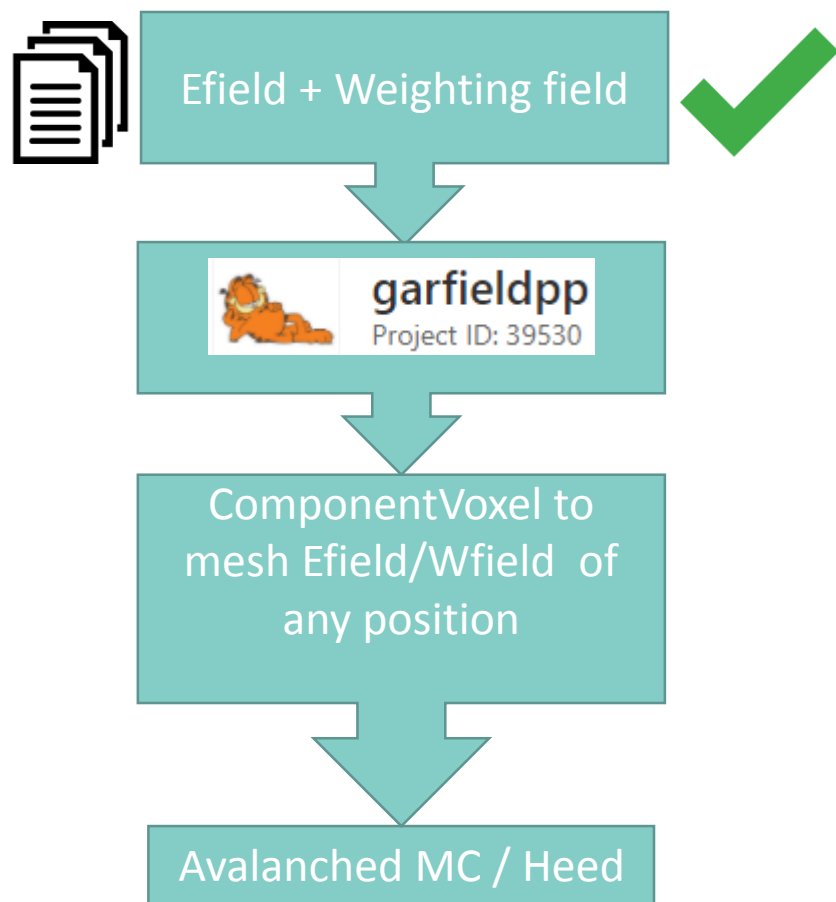 Efield + Weighting field
garfieldpp
Project ID: 39530
ComponentVoxel to
mesh Efield/Wfield of
any position
Avalanched MC / Heed